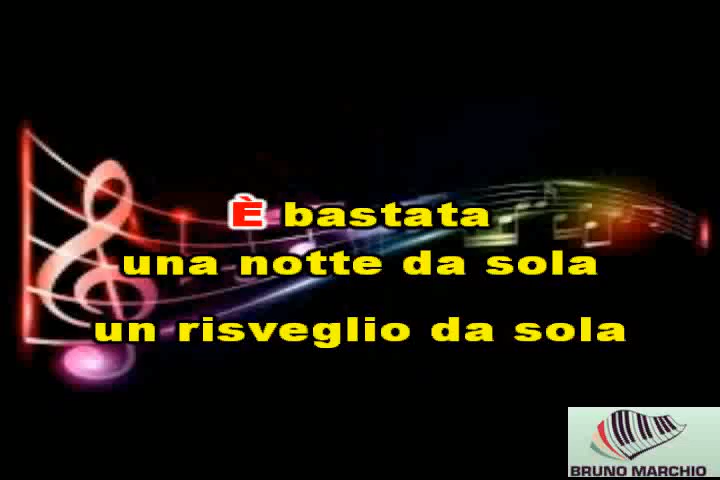 È bastata
una notte da sola
un risveglio da sola
BRUNO MARCHIO